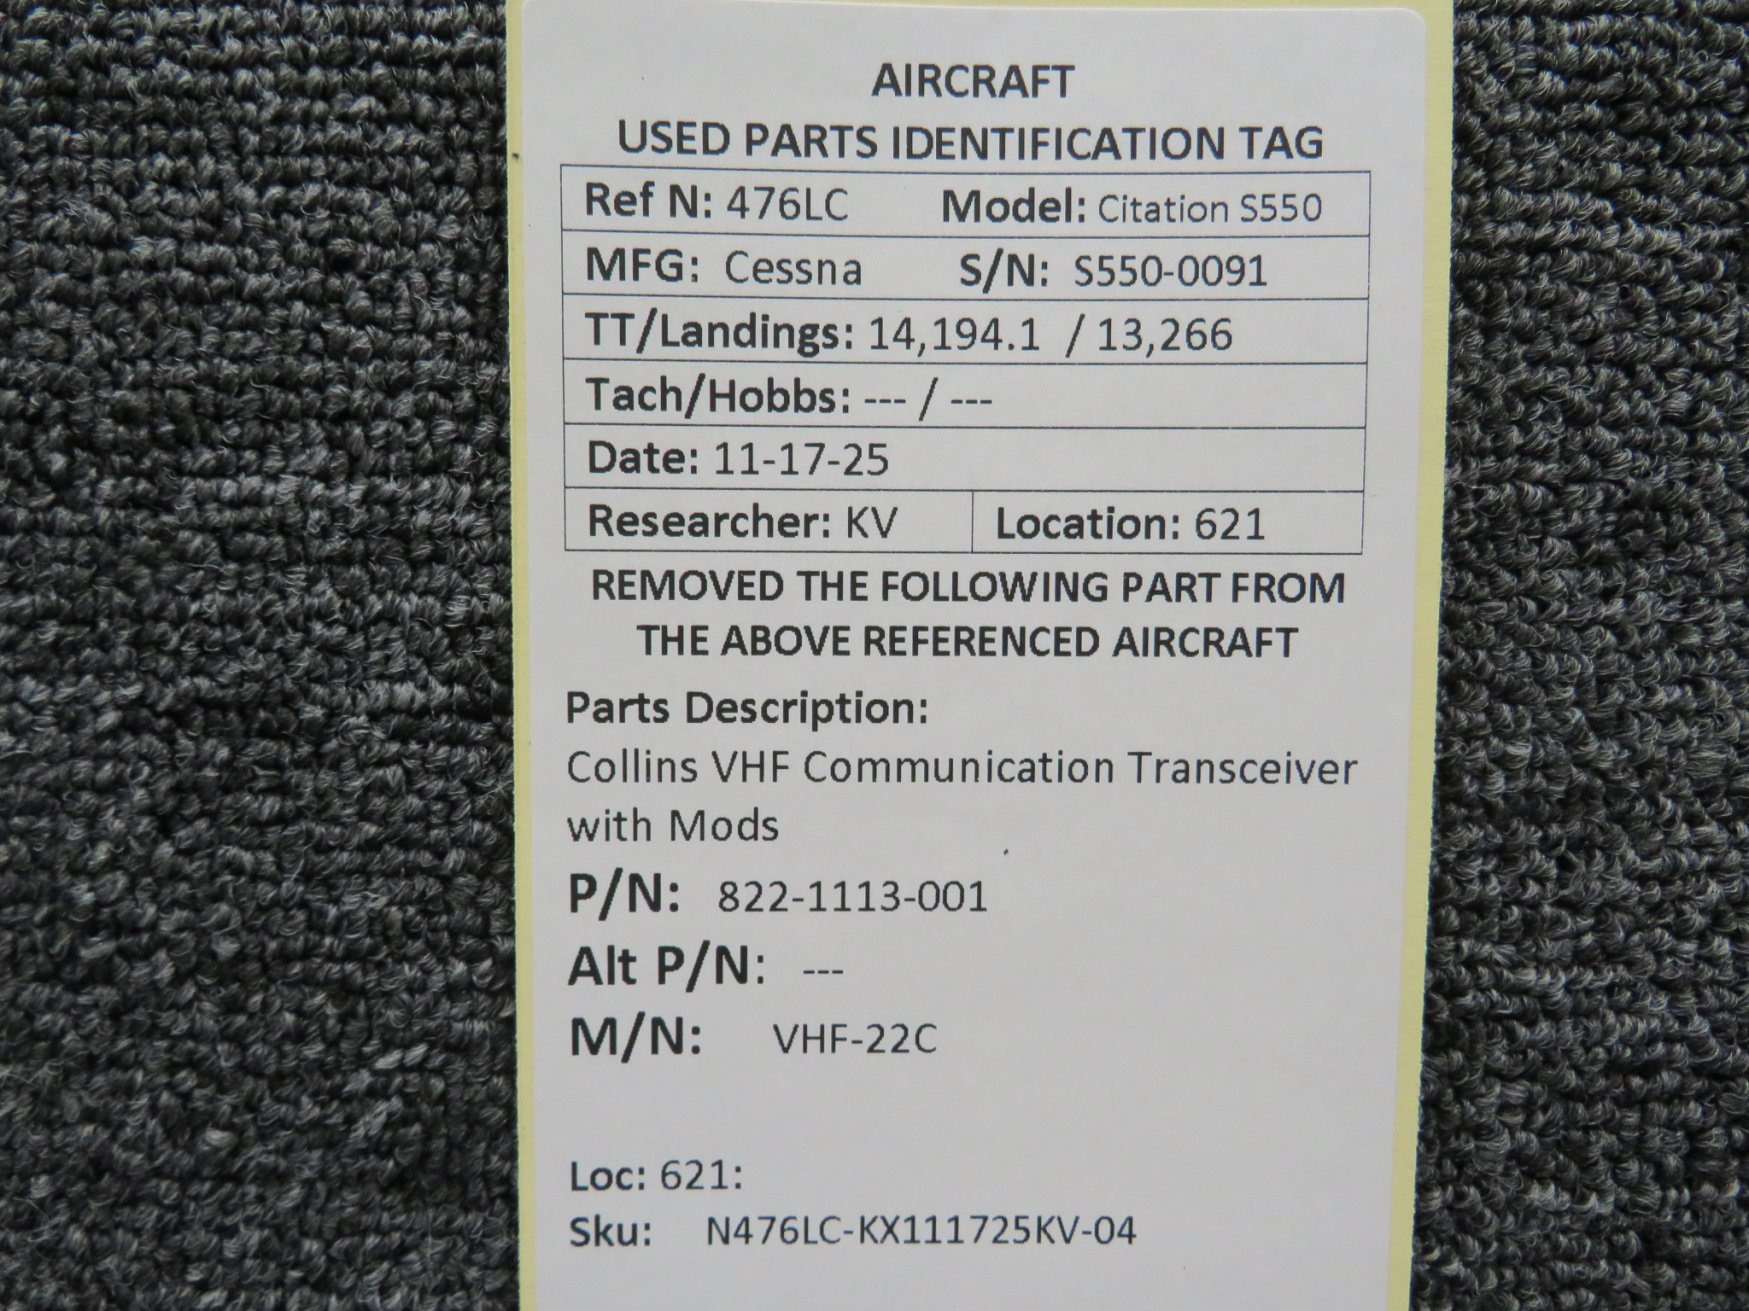 AIRCRAFT
USED PARTS IDENTIFICATION TAG
Ref N: 476LC Model: Citation S550
MFG: Cessna S/N: S550-0091
TT/Landings: 14,194.1 / 13,266
Tach/Hobbs: --- / ---
Date: 11-17-25
Researcher: KV Location: 621
REMOVED THE FOLLOWING PART FROM
THE ABOVE REFERENCED AIRCRAFT
Parts Description:
Collins VHF Communication Transceiver
with Mods
P/N: 822-1113-001
Alt P/N: ---
M/N: VHF-22C
Loc: 621:
Sku: N476LC-KX111725KV-04